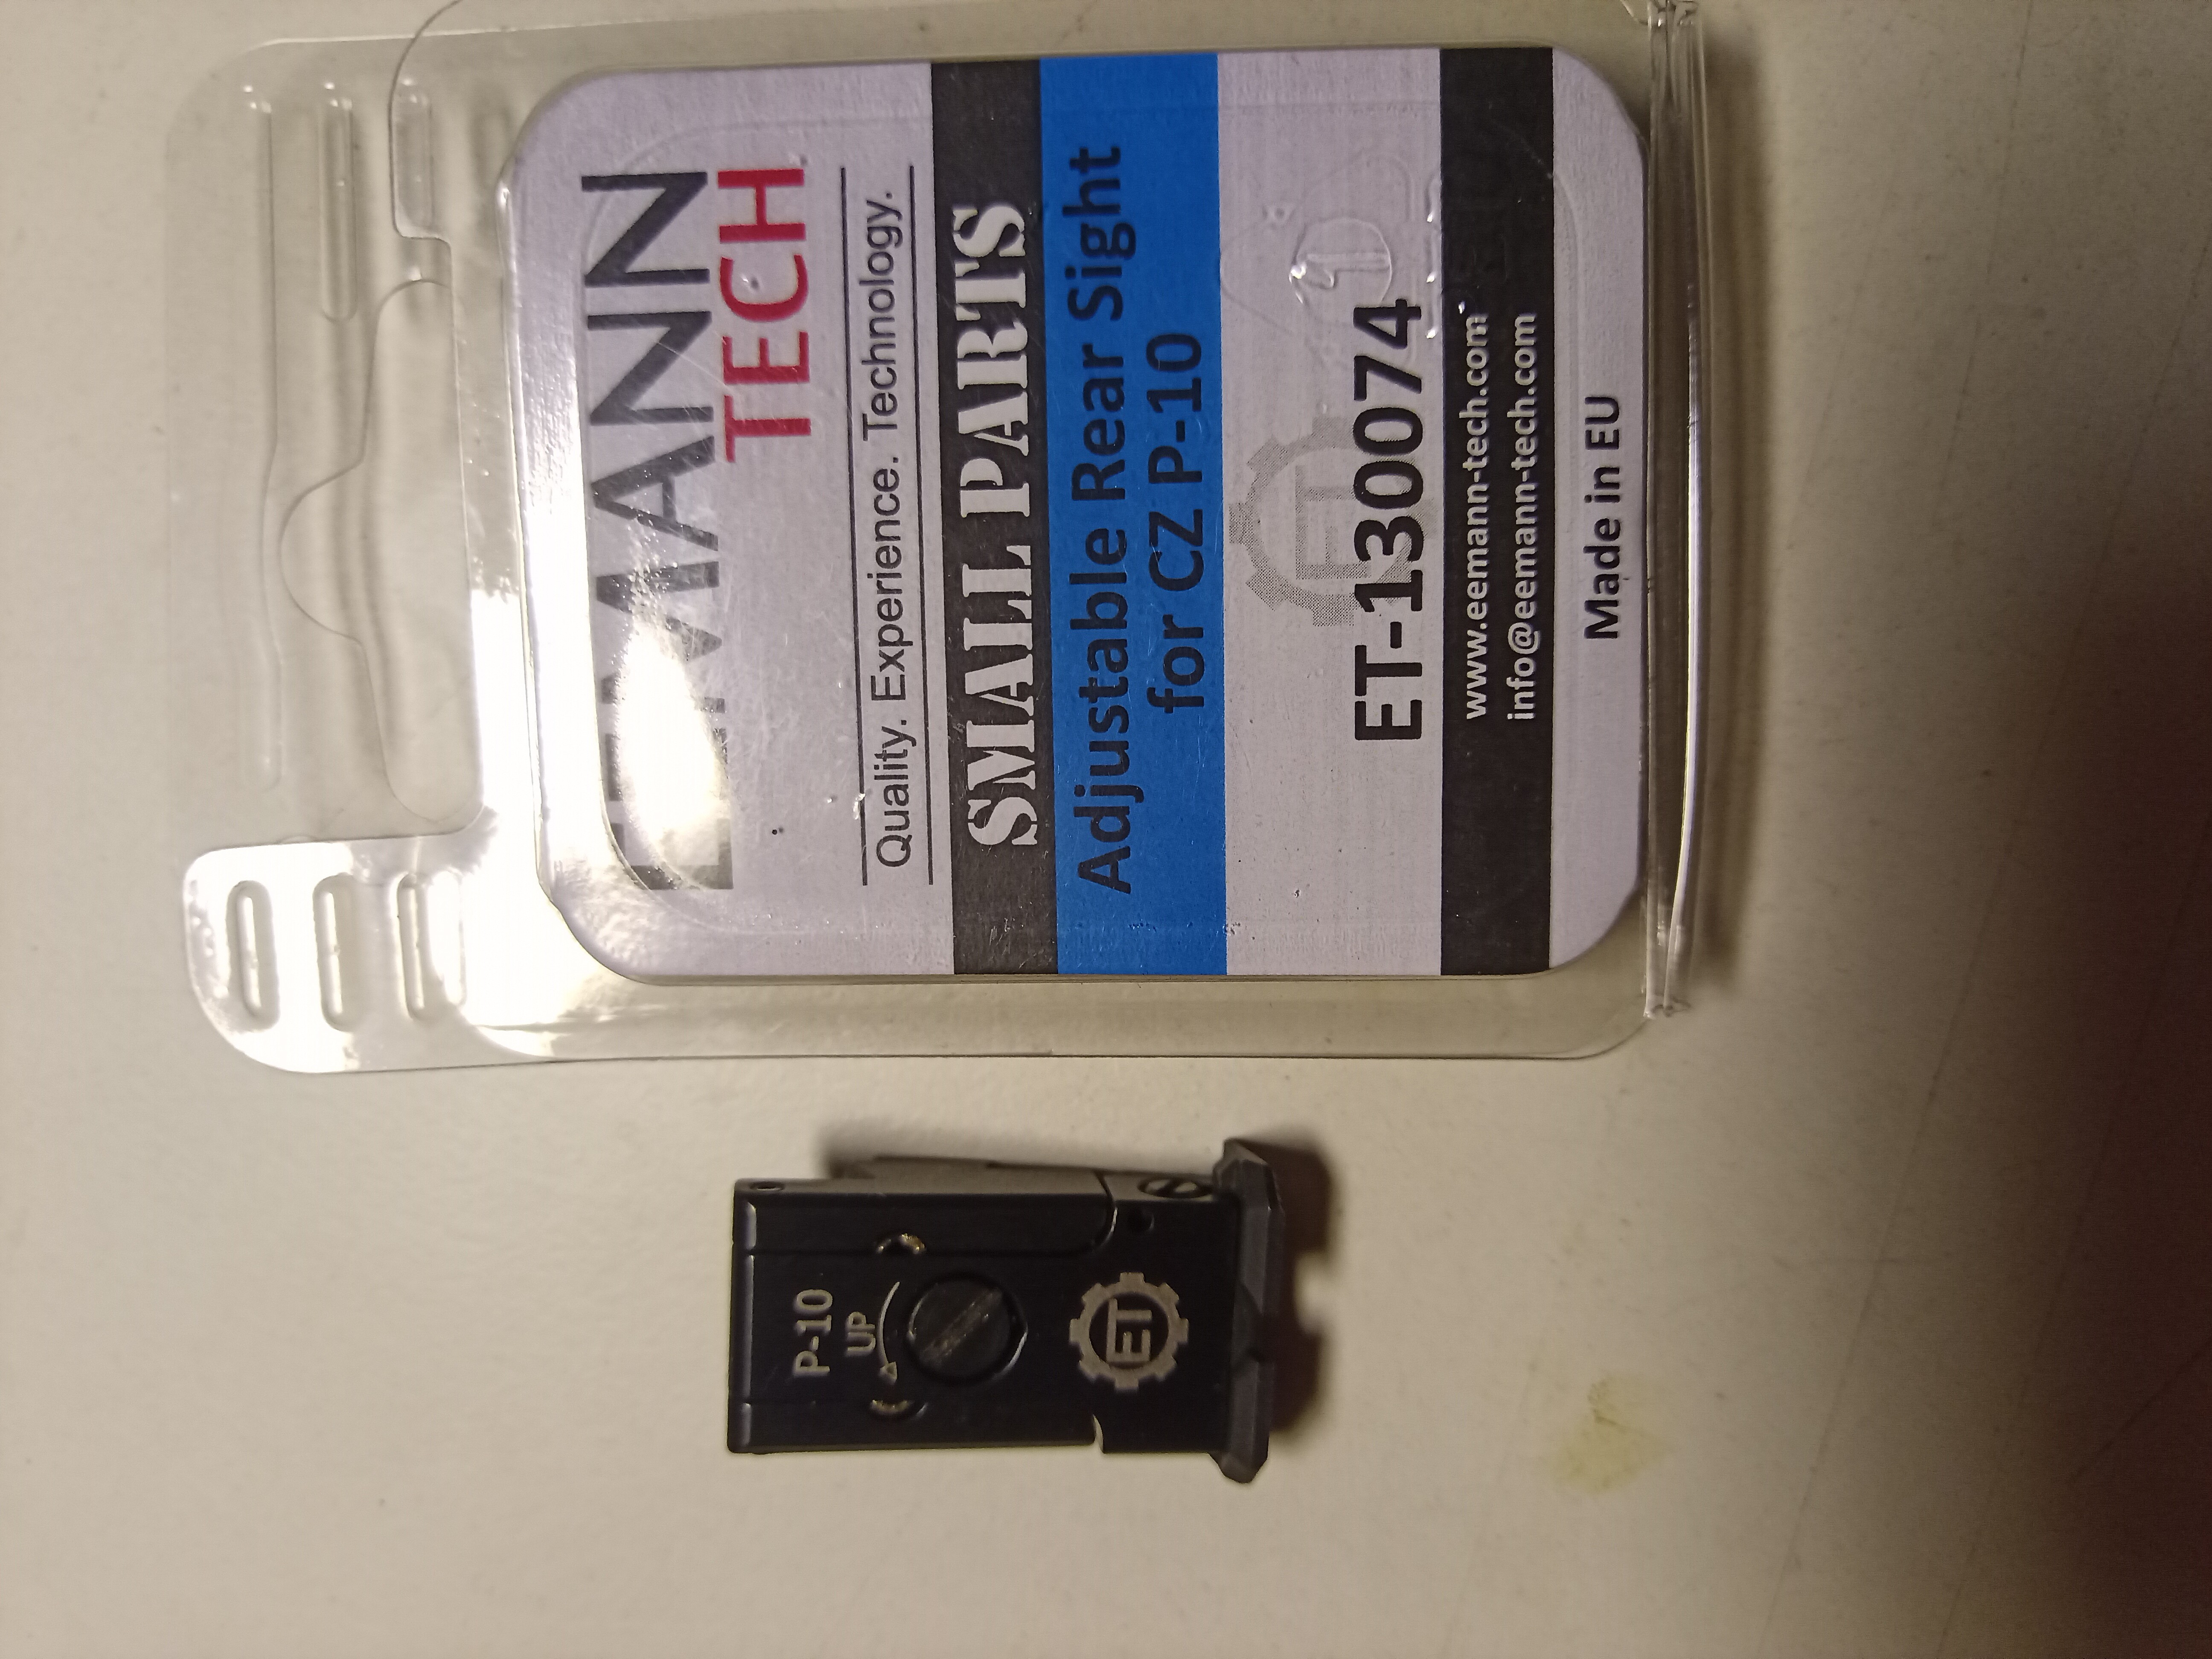 EEMANN
TECH
Quality. Experience. Technology.
SMALL PARTS
Adjustable Rear Sight
for CZ P-10
ET
ET-130074
www.eemann-tech.com
info@eemann-tech.com
Made in EU
P-10
UP
ET